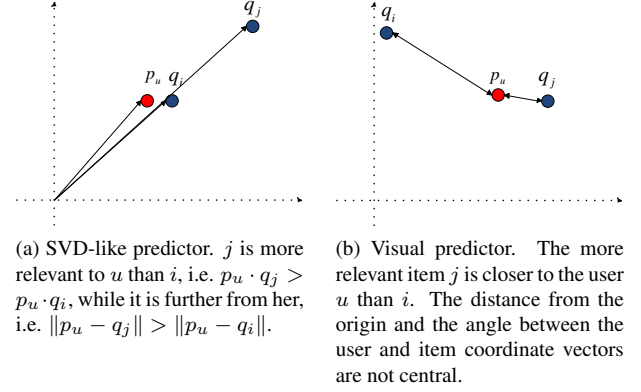 q_j
p_u q_i
q_i
p_u q_j
(a) SVD-like predictor. j is more
relevant to u than i, i.e. p_u · q_j >
p_u · q_i, while it is further from her,
i.e. ‖p_u − q_j‖ > ‖p_u − q_i‖.
(b) Visual predictor. The more
relevant item j is closer to the user
u than i. The distance from the
origin and the angle between the
user and item coordinate vectors
are not central.